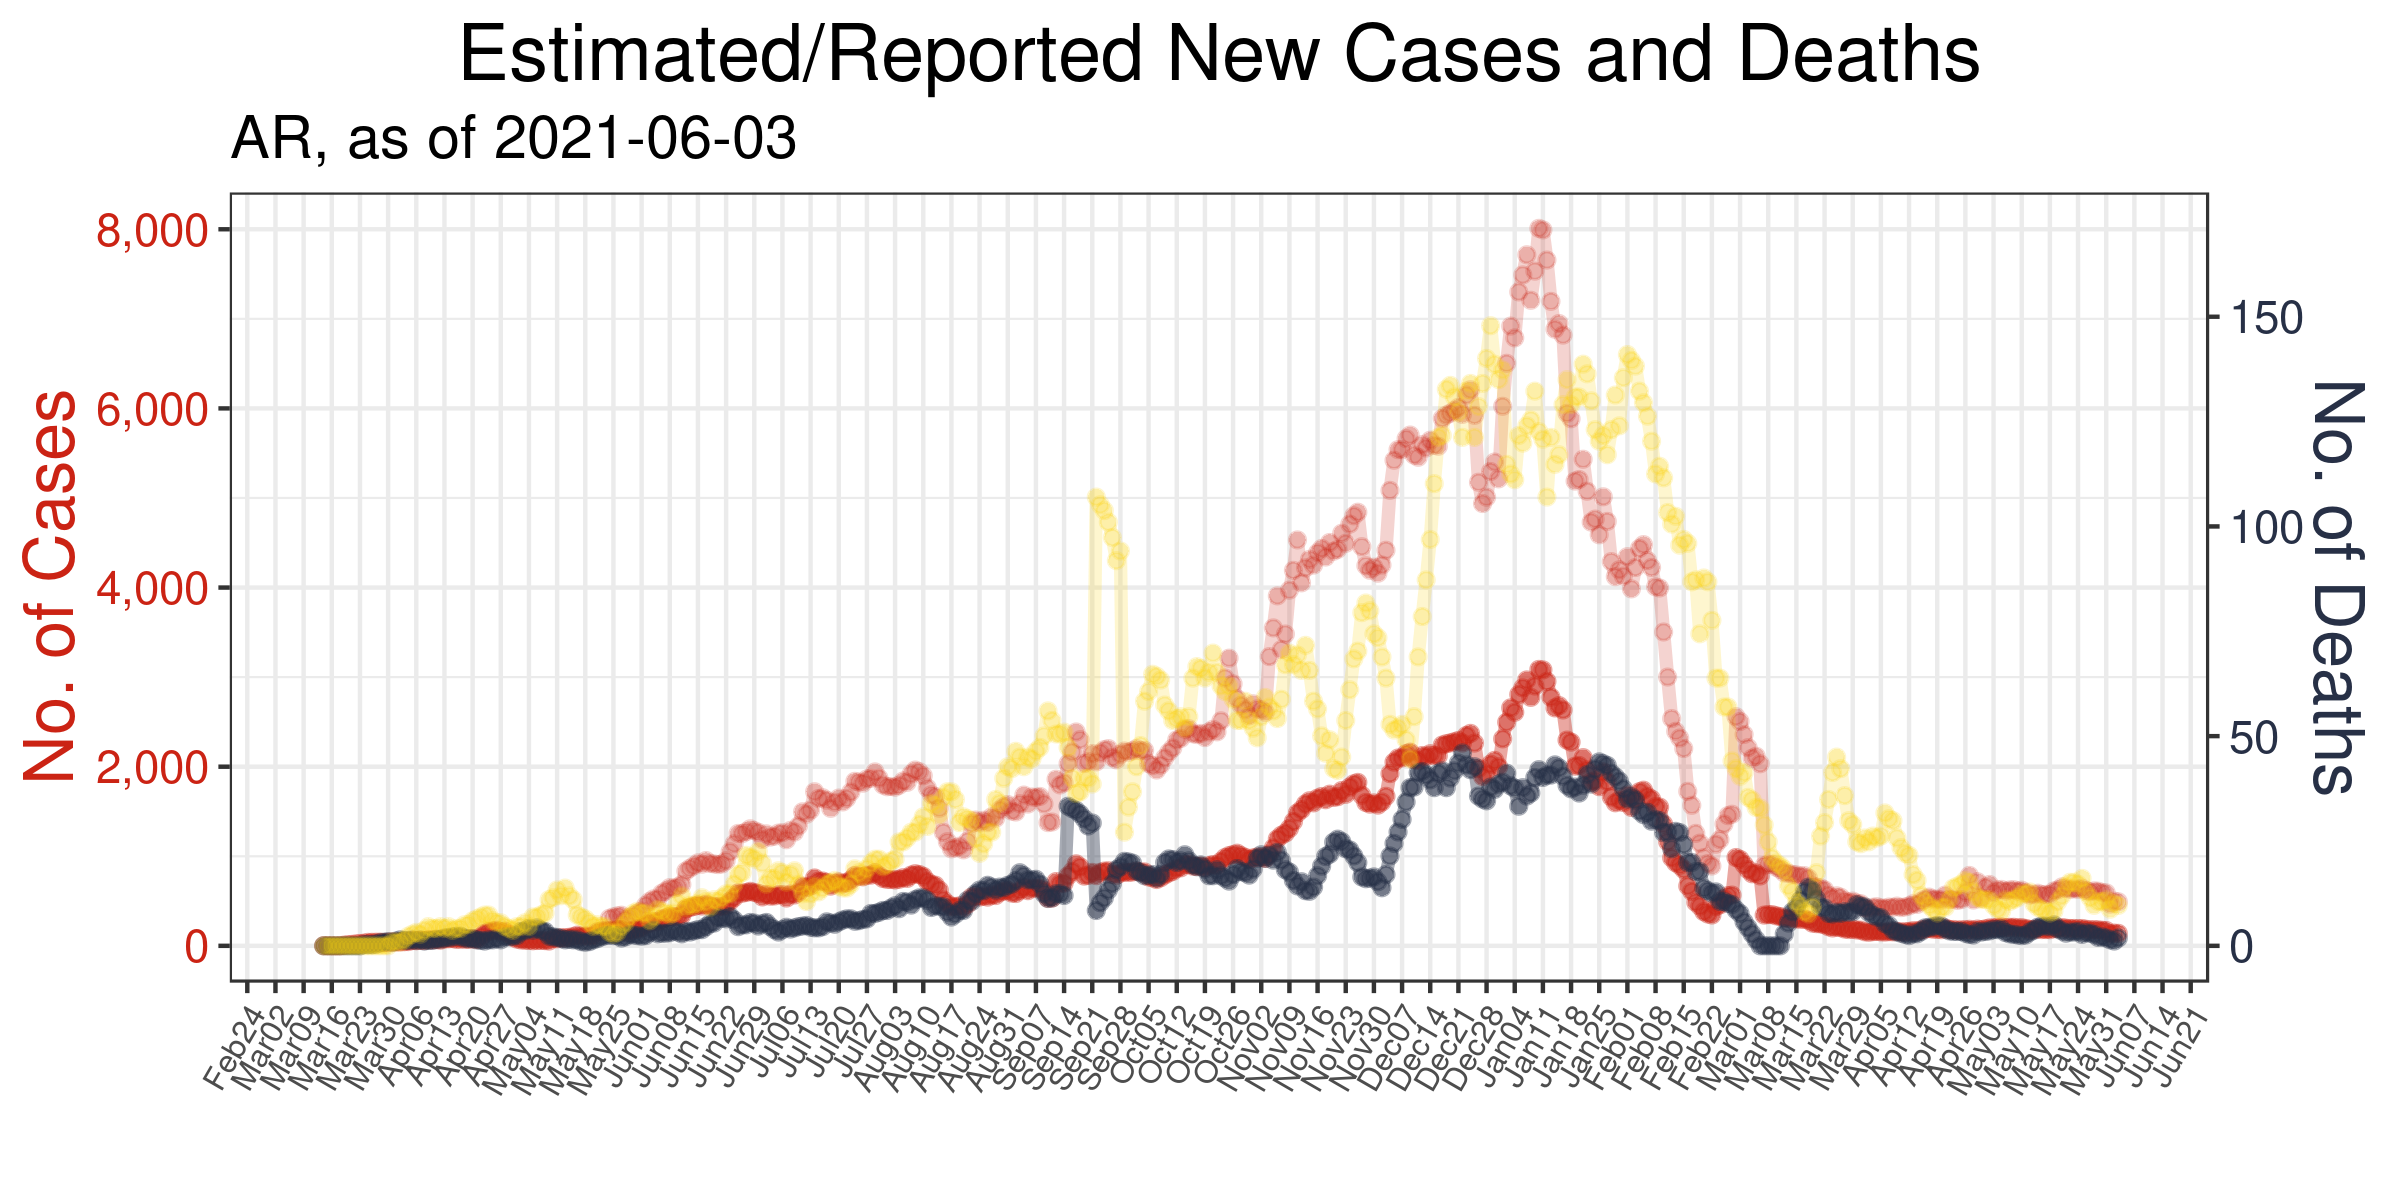 Estimated/Reported New Cases and Deaths
AR, as of 2021-06-03
No. of Cases
8,000
6,000
4,000
2,000
0
150
100
50
0
No. of Deaths
Feb24
Mar02
Mar09
Mar16
Mar23
Mar30
Apr06
Apr13
Apr20
Apr27
May04
May11
May18
May25
Jun01
Jun08
Jun15
Jun22
Jun29
Jul06
Jul13
Jul20
Jul27
Aug03
Aug10
Aug17
Aug24
Aug31
Sep07
Sep14
Sep21
Sep28
Oct05
Oct12
Oct19
Oct26
Nov02
Nov09
Nov16
Nov23
Nov30
Dec07
Dec14
Dec21
Dec28
Jan04
Jan11
Jan18
Jan25
Feb01
Feb08
Feb15
Feb22
Mar01
Mar08
Mar15
Mar22
Mar29
Apr05
Apr12
Apr19
Apr26
May03
May10
May17
May24
May31
Jun07
Jun14
Jun21